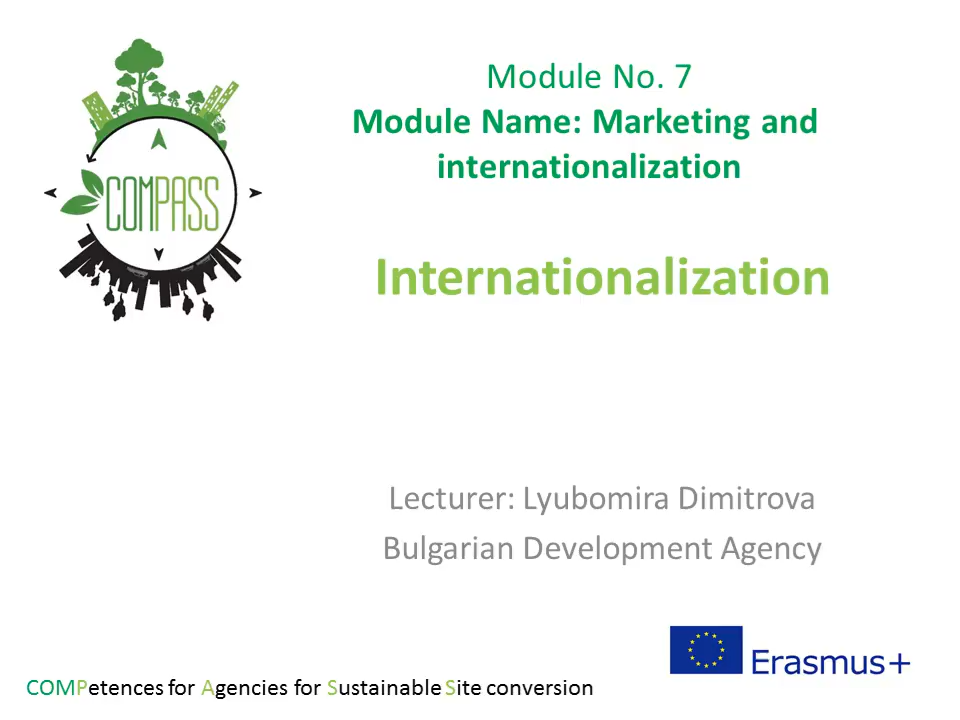 Module No. 7
Module Name: Marketing and
internationalization
COMPASS
Internationalization
Lecturer: Lyubomira Dimitrova
Bulgarian Development Agency
Erasmus+
COMPetences for Agencies for Sustainable Site conversion